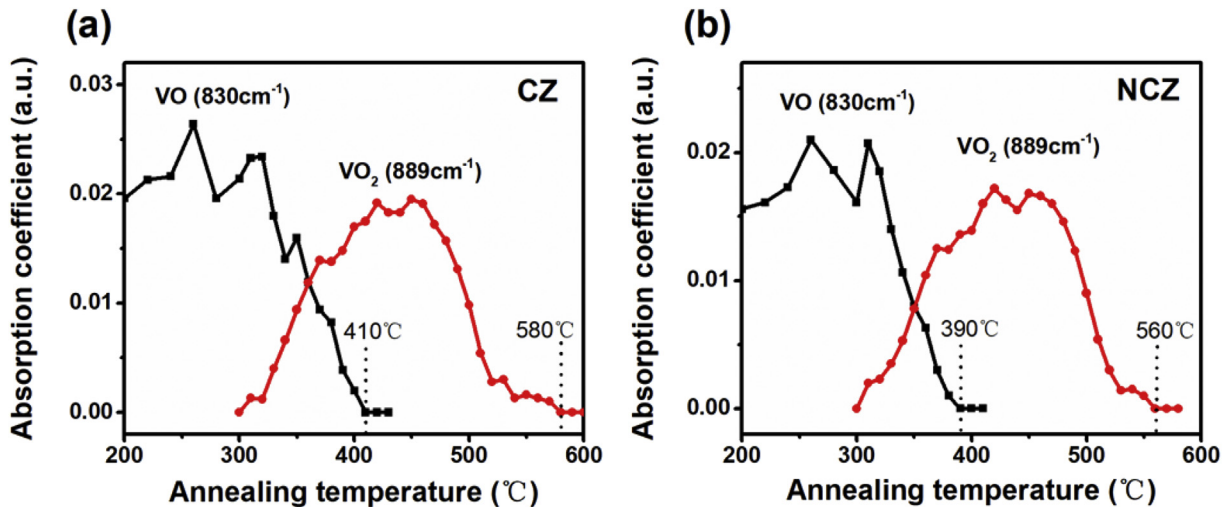 (a)
CZ
VO (830cm⁻¹)
VO₂ (889cm⁻¹)
410℃
580℃
0.03
0.02
0.01
0.00
200 300 400 500 600
Absorption coefficient (a.u.)
Annealing temperature (℃)
(b)
NCZ
VO (830cm⁻¹)
VO₂ (889cm⁻¹)
390℃
560℃
0.02
0.01
0.00
200 300 400 500 600
Absorption coefficient (a.u.)
Annealing temperature (℃)